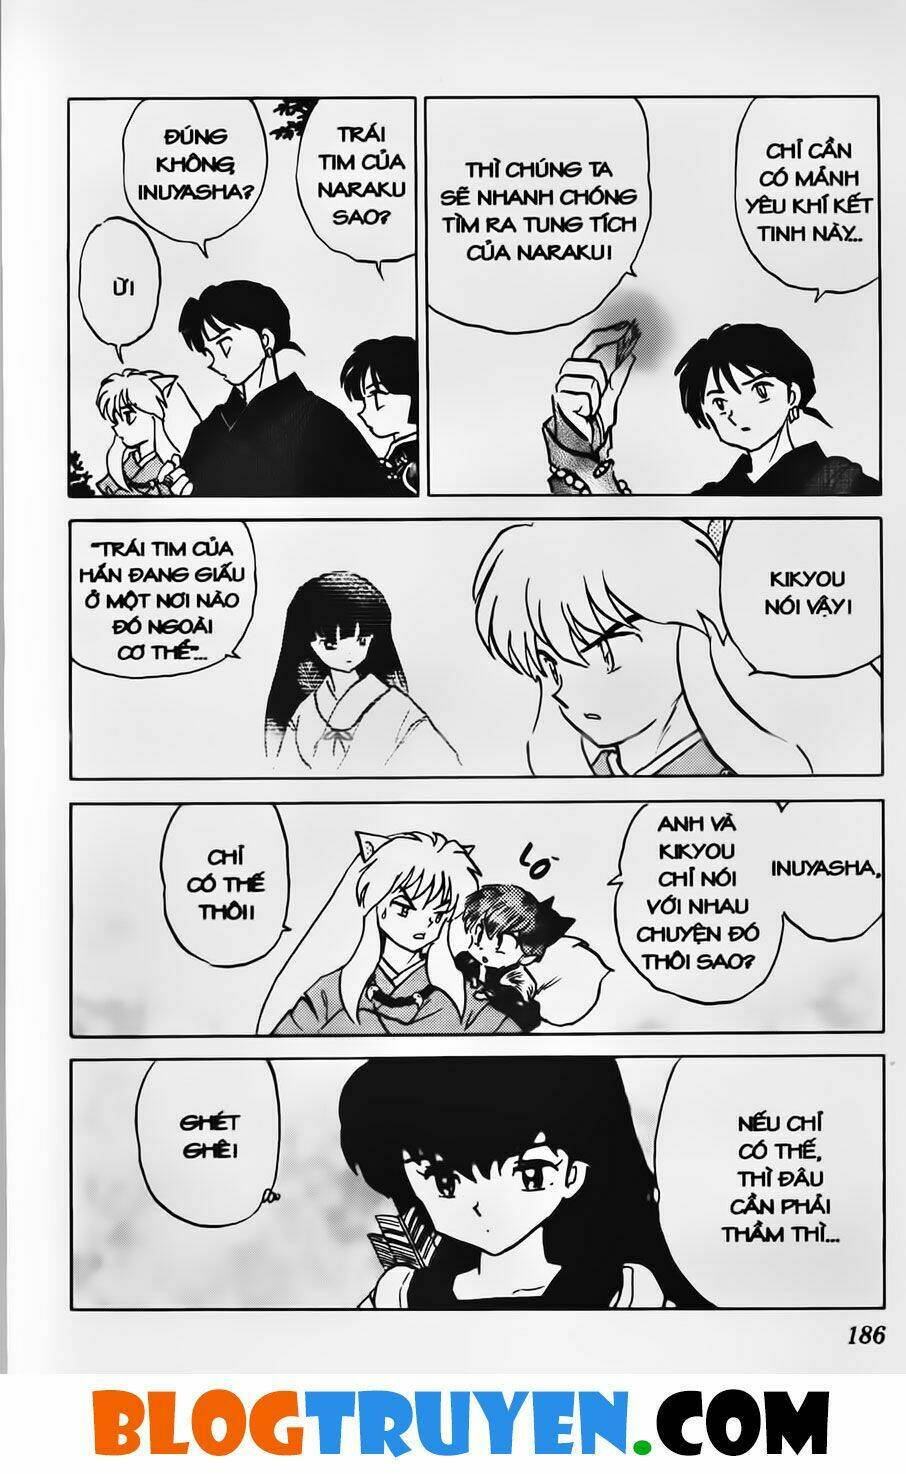 CHỈ CẦN
CÓ MẢNH
YÊU KHÍ KẾT
TINH NÀY...
THÌ CHÚNG TA
SẼ NHANH CHÓNG
TÌM RA TUNG TÍCH
CỦA NARAKU!
TRÁI
TIM CỦA
NARAKU
SAO?
ĐÚNG
KHÔNG,
INUYASHA?
Ừ!
KIKYOU
NÓI VẬY!
"TRÁI TIM CỦA
HẮN ĐANG GIẤU
Ở MỘT NƠI NÀO
ĐÓ NGOÀI
CƠ THỂ"...
INUYASHA,
ANH VÀ
KIKYOU
CHỈ NÓI
VỚI NHAU
CHUYỆN ĐÓ
THÔI SAO?
LÓ
CHỈ
CÓ THẾ
THÔI!
NẾU CHỈ
CÓ THẾ,
THÌ ĐÂU
CẦN PHẢI
THẦM THÌ...
GHÉT
GHÊ!
186
BLOGTRUYEN.COM